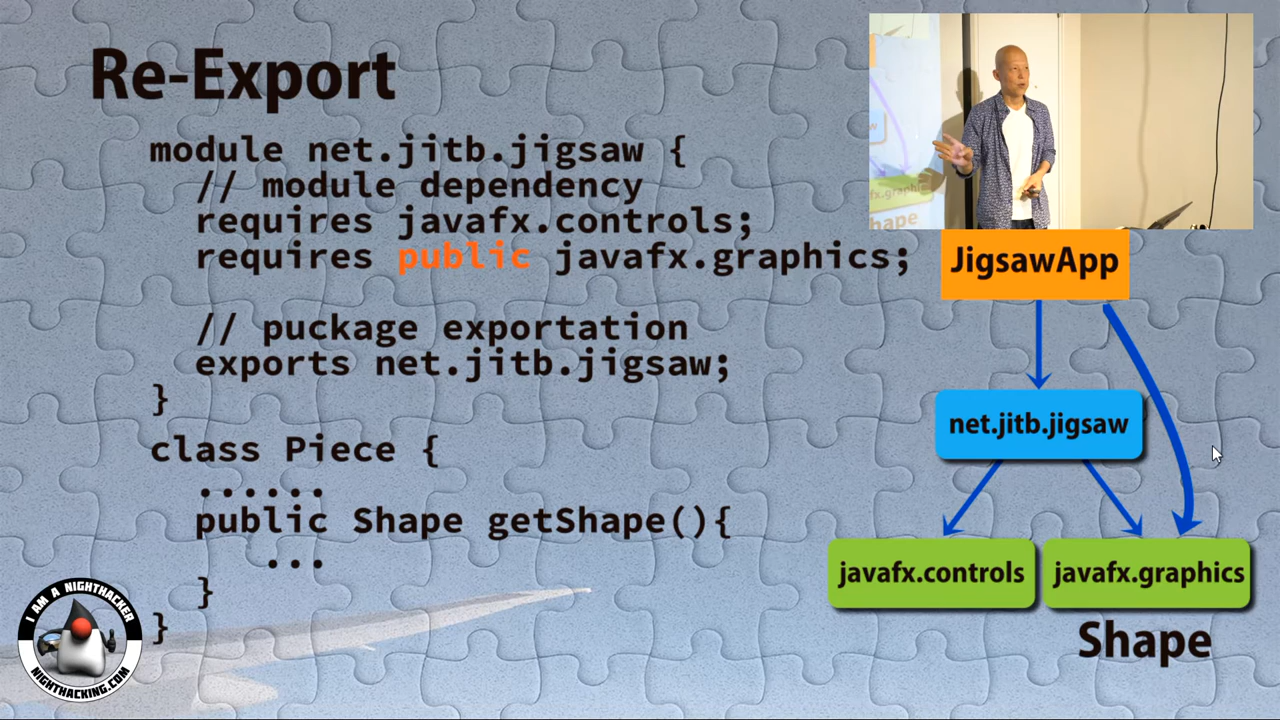 Re-Export
module net.jitb.jigsaw {
// module dependency
requires javafx.controls;
requires public javafx.graphics;
// puckage exportation
exports net.jitb.jigsaw;
}
class Piece {
......
public Shape getShape(){
...
}
}
JigsawApp
net.jitb.jigsaw
javafx.controls
javafx.graphics
Shape
I AM A NIGHTHACKER
NIGHTHACKING.COM